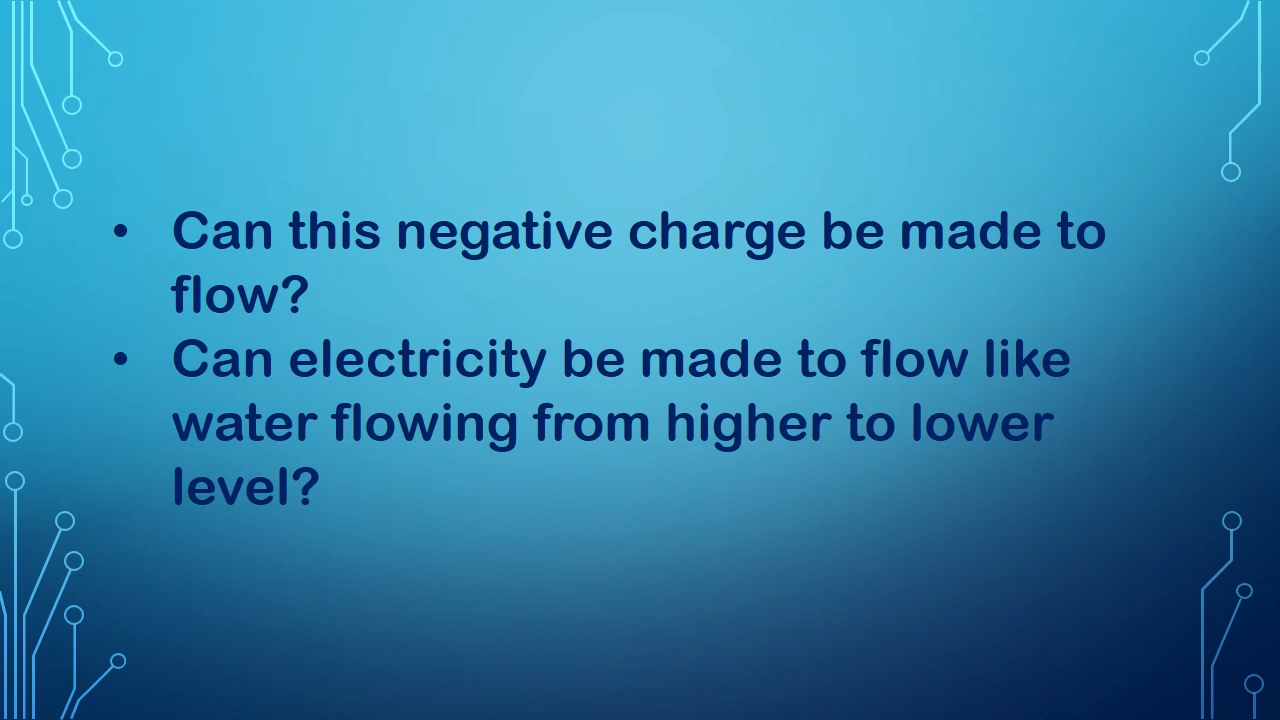 • Can this negative charge be made to
flow?
• Can electricity be made to flow like
water flowing from higher to lower
level?